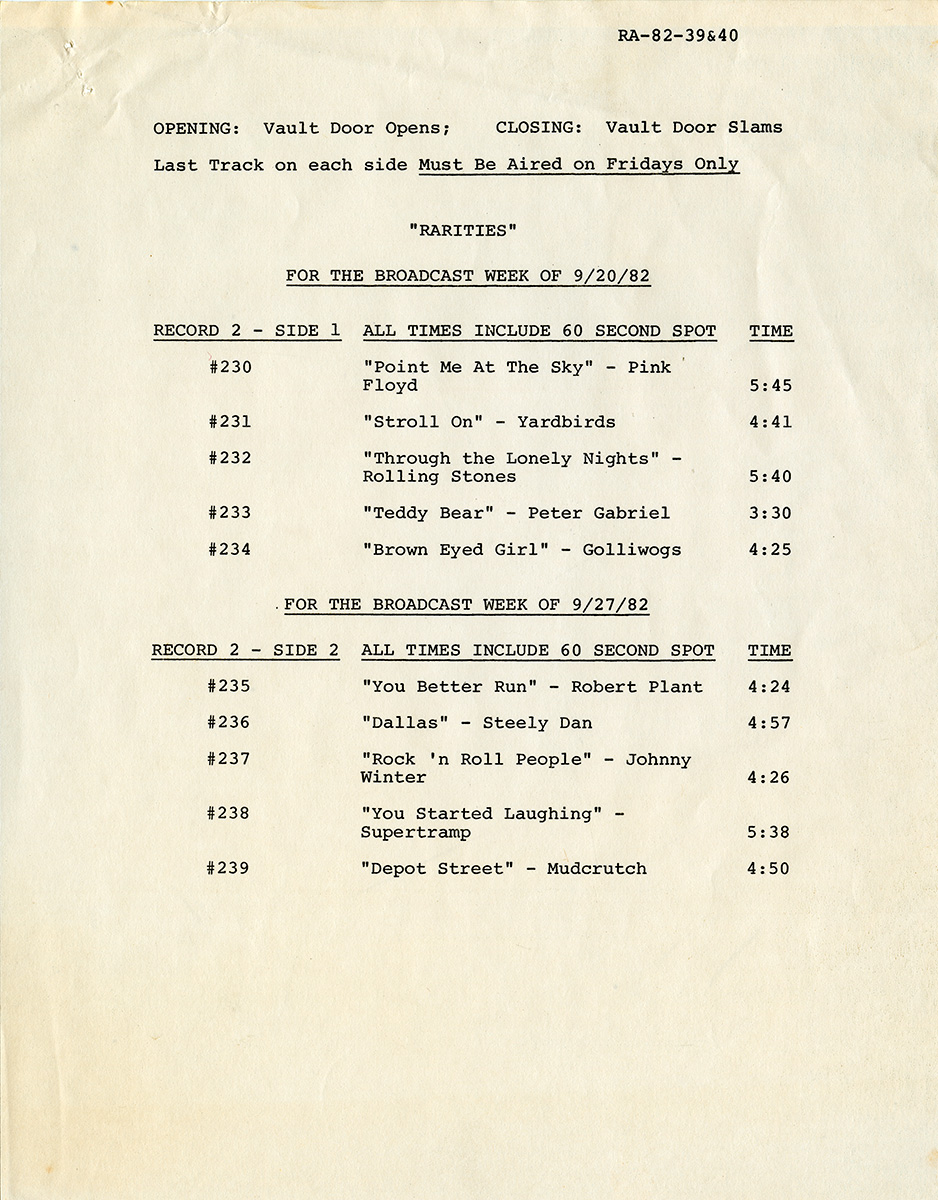 RA-82-39&40
OPENING: Vault Door Opens; CLOSING: Vault Door Slams
Last Track on each side Must Be Aired on Fridays Only
"RARITIES"
FOR THE BROADCAST WEEK OF 9/20/82
RECORD 2 - SIDE 1 ALL TIMES INCLUDE 60 SECOND SPOT TIME
#230 "Point Me At The Sky" - Pink
Floyd 5:45
#231 "Stroll On" - Yardbirds 4:41
#232 "Through the Lonely Nights" -
Rolling Stones 5:40
#233 "Teddy Bear" - Peter Gabriel 3:30
#234 "Brown Eyed Girl" - Golliwogs 4:25
FOR THE BROADCAST WEEK OF 9/27/82
RECORD 2 - SIDE 2 ALL TIMES INCLUDE 60 SECOND SPOT TIME
#235 "You Better Run" - Robert Plant 4:24
#236 "Dallas" - Steely Dan 4:57
#237 "Rock 'n Roll People" - Johnny
Winter 4:26
#238 "You Started Laughing" -
Supertramp 5:38
#239 "Depot Street" - Mudcrutch 4:50